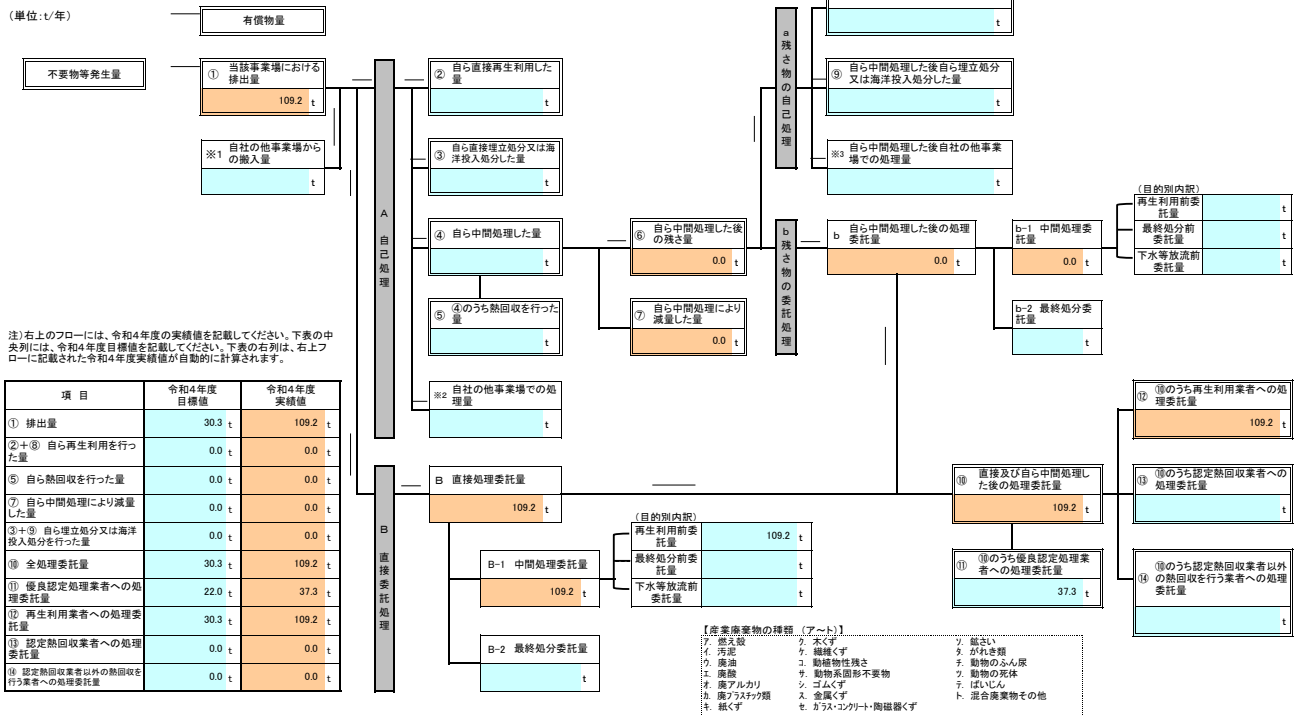 (単位:t/年)
有償物量
t
不要物等発生量
① 当該事業場における
排出量
109.2 t
※1 自社の他事業場から
の搬入量
t
A 自己処理
② 自ら直接再生利用した
量
t
③ 自ら直接埋立処分又は海
洋投入処分した量
t
④ 自ら中間処理した量
t
⑤ ④のうち熱回収を行った
量
t
※2 自社の他事業場での処
理量
t
⑥ 自ら中間処理した後
の残さ量
0.0 t
⑦ 自ら中間処理により
減量した量
0.0 t
a 残さ物の自己処理
⑨ 自ら中間処理した後自ら埋立処分
又は海洋投入処分した量
t
※3 自ら中間処理した後自社の他事業
場での処理量
t
b 残さ物の委託処理
b 自ら中間処理した後の処理
委託量
0.0 t
b-1 中間処理委
託量
0.0 t
(目的別内訳)
再生利用前委
託量 t
最終処分前
委託量 t
下水等放流前
委託量 t
b-2 最終処分委
託量
t
注)右上のフローには、令和4年度の実績値を記載してください。下表の中
央列には、令和4年度目標値を記載してください。下表の右列は、右上フ
ローに記載された令和4年度実績値が自動的に計算されます。
項 目 令和4年度
目標値 令和4年度
実績値
① 排出量 30.3 t 109.2 t
②+⑧ 自ら再生利用を行っ
た量 0.0 t 0.0 t
⑤ 自ら熱回収を行った量 0.0 t 0.0 t
⑦ 自ら中間処理により減量
した量 0.0 t 0.0 t
③+⑨ 自ら埋立処分又は海洋
投入処分を行った量 0.0 t 0.0 t
⑩ 全処理委託量 30.3 t 109.2 t
⑪ 優良認定処理業者への処
理委託量 22.0 t 37.3 t
⑫ 再生利用業者への処理委
託量 30.3 t 109.2 t
⑬ 認定熱回収業者への処理
委託量 0.0 t 0.0 t
⑭ 認定熱回収業者以外の熱回収を
行う業者への処理委託量 0.0 t 0.0 t
B 直接委託処理
B 直接処理委託量
109.2 t
B-1 中間処理委託量
109.2 t
(目的別内訳)
再生利用前委
託量 109.2 t
最終処分前委
託量 t
下水等放流前
委託量 t
B-2 最終処分委託量
t
⑩ 直接及び自ら中間処理し
た後の処理委託量
109.2 t
⑪ ⑩のうち優良認定処理業
者への処理委託量
37.3 t
⑫ ⑩のうち再生利用業者への処
理委託量
109.2 t
⑬ ⑩のうち認定熱回収業者への
処理委託量
t
⑭ ⑩のうち認定熱回収業者以外
の熱回収を行う業者への処理
委託量
t
【産業廃棄物の種類 (ア~ト)】
ア. 燃え殻 ク. 木くず ソ. 鉱さい
イ. 汚泥 ケ. 繊維くず タ. がれき類
ウ. 廃油 コ. 動植物性残さ チ. 動物のふん尿
エ. 廃酸 サ. 動物系固形不要物 ツ. 動物の死体
オ. 廃アルカリ シ. ゴムくず テ. ばいじん
カ. 廃プラスチック類 ス. 金属くず ト. 混合廃棄物その他
キ. 紙くず セ. ガラス・コンクリート・陶磁器くず